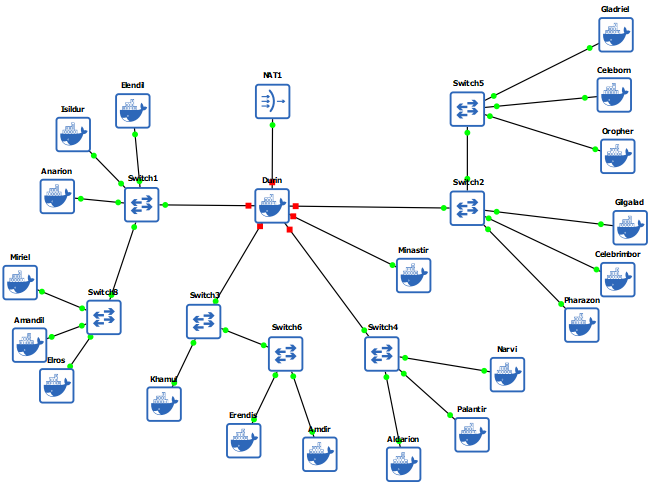 Gladriel
NAT1
Celeborn
Elendil
Switch5
Isildur
Oropher
Anarion
Switch1
Durin
Switch2
GIlgalad
Minastir
Celebrimbor
Miriel
Switch8
Switch3
Pharazon
Amandil
Switch6
Switch4
Narvi
Elros
Khamul
Palantir
Erendis
Amdir
Aldarion